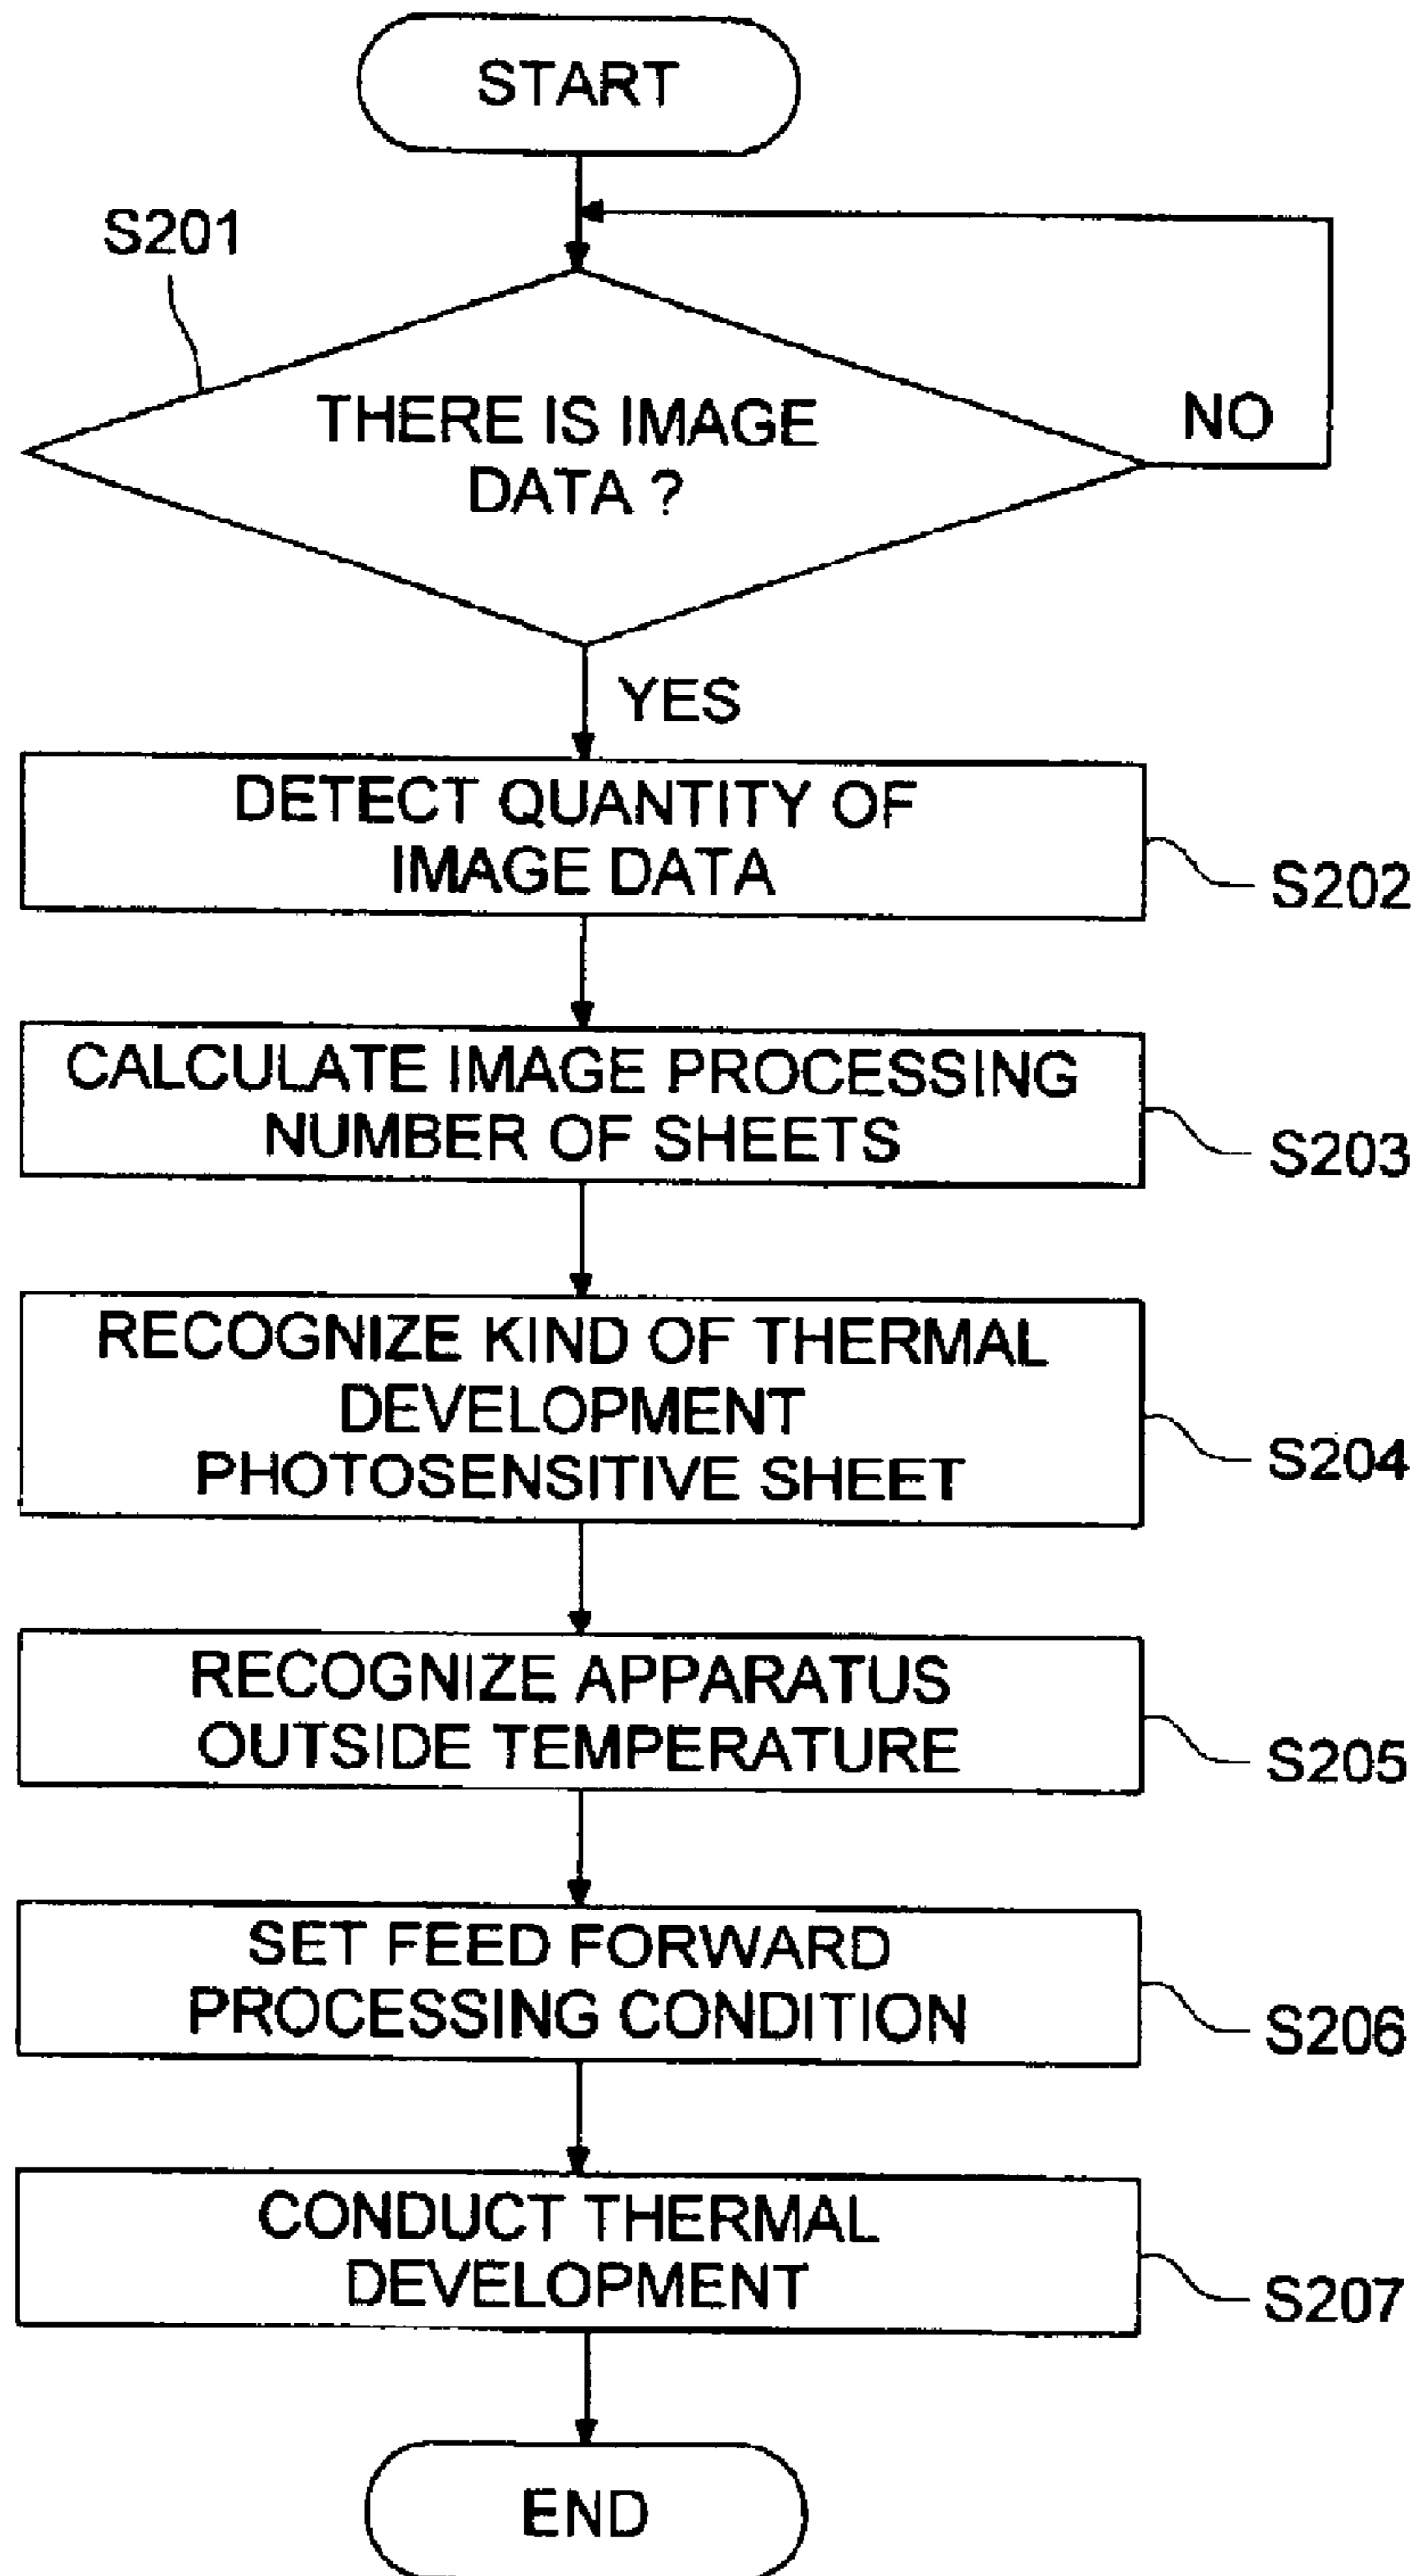 START
S201
THERE IS IMAGE
DATA ?
NO
YES
DETECT QUANTITY OF
IMAGE DATA
S202
CALCULATE IMAGE PROCESSING
NUMBER OF SHEETS
S203
RECOGNIZE KIND OF THERMAL
DEVELOPMENT
PHOTOSENSITIVE SHEET
S204
RECOGNIZE APPARATUS
OUTSIDE TEMPERATURE
S205
SET FEED FORWARD
PROCESSING CONDITION
S206
CONDUCT THERMAL
DEVELOPMENT
S207
END